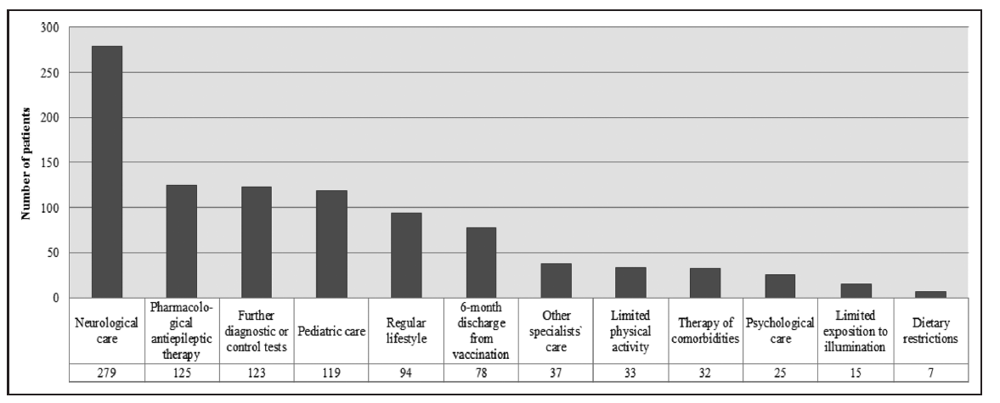 300
250
200
150
100
50
0
Number of patients
Neurological
care
Pharmacolo-
gical
antiepileptic
therapy
Further
diagnostic or
control tests
Pediatric care
Regular
lifestyle
6-month
discharge
from
vaccination
Other
specialists`
care
Limited
physical
activity
Therapy of
comorbidities
Psychological
care
Limited
exposition to
illumination
Dietary
restrictions
279 125 123 119 94 78 37 33 32 25 15 7